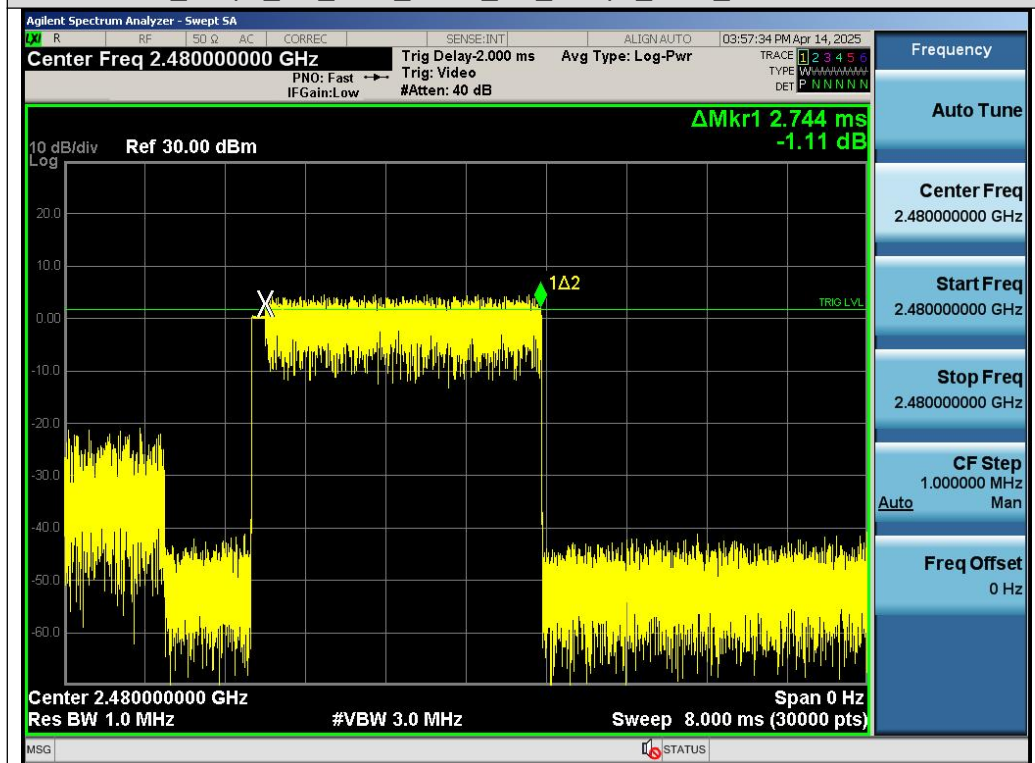 Agilent Spectrum Analyzer - Swept SA
LXI R RF 50 Ω AC CORREC SENSE:INT ALIGN AUTO 03:57:34 PM Apr 14, 2025
Center Freq 2.480000000 GHz
PNO: Fast
IFGain:Low
Trig Delay-2.000 ms
Trig: Video
#Atten: 40 dB
Avg Type: Log-Pwr
TRACE 1 2 3 4 5 6
TYPE
DET P N N N N N
ΔMkr1 2.744 ms
-1.11 dB
10 dB/div Ref 30.00 dBm
Log
20.0
10.0
0.00
-10.0
-20.0
-30.0
-40.0
-50.0
-60.0
X
1Δ2
TRIG LVL
Center 2.480000000 GHz
Span 0 Hz
Res BW 1.0 MHz
#VBW 3.0 MHz
Sweep 8.000 ms (30000 pts)
MSG
STATUS
Frequency
Auto Tune
Center Freq
2.480000000 GHz
Start Freq
2.480000000 GHz
Stop Freq
2.480000000 GHz
CF Step
1.000000 MHz
Auto Man
Freq Offset
0 Hz